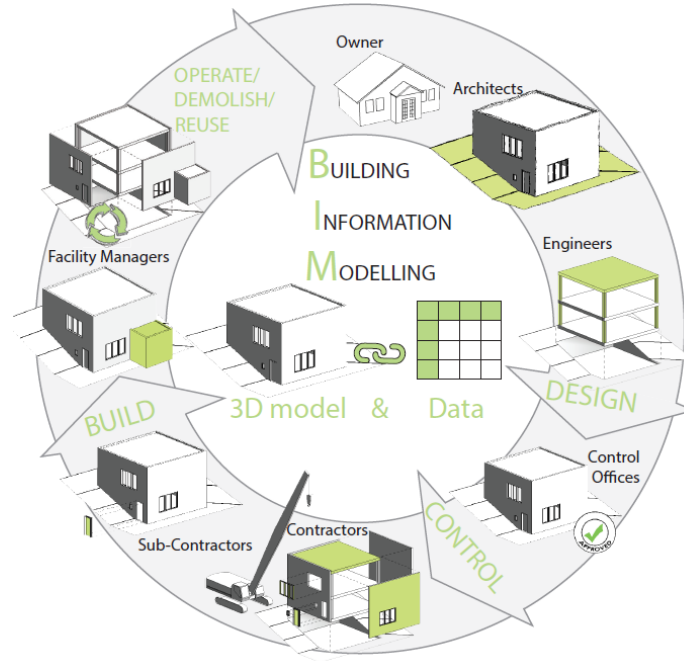 Owner
Architects
OPERATE/
DEMOLISH/
REUSE
BUILDING
INFORMATION
MODELLING
Engineers
Facility Managers
DESIGN
BUILD
3D model & Data
Control
Offices
APPROVED
CONTROL
Contractors
Sub-Contractors